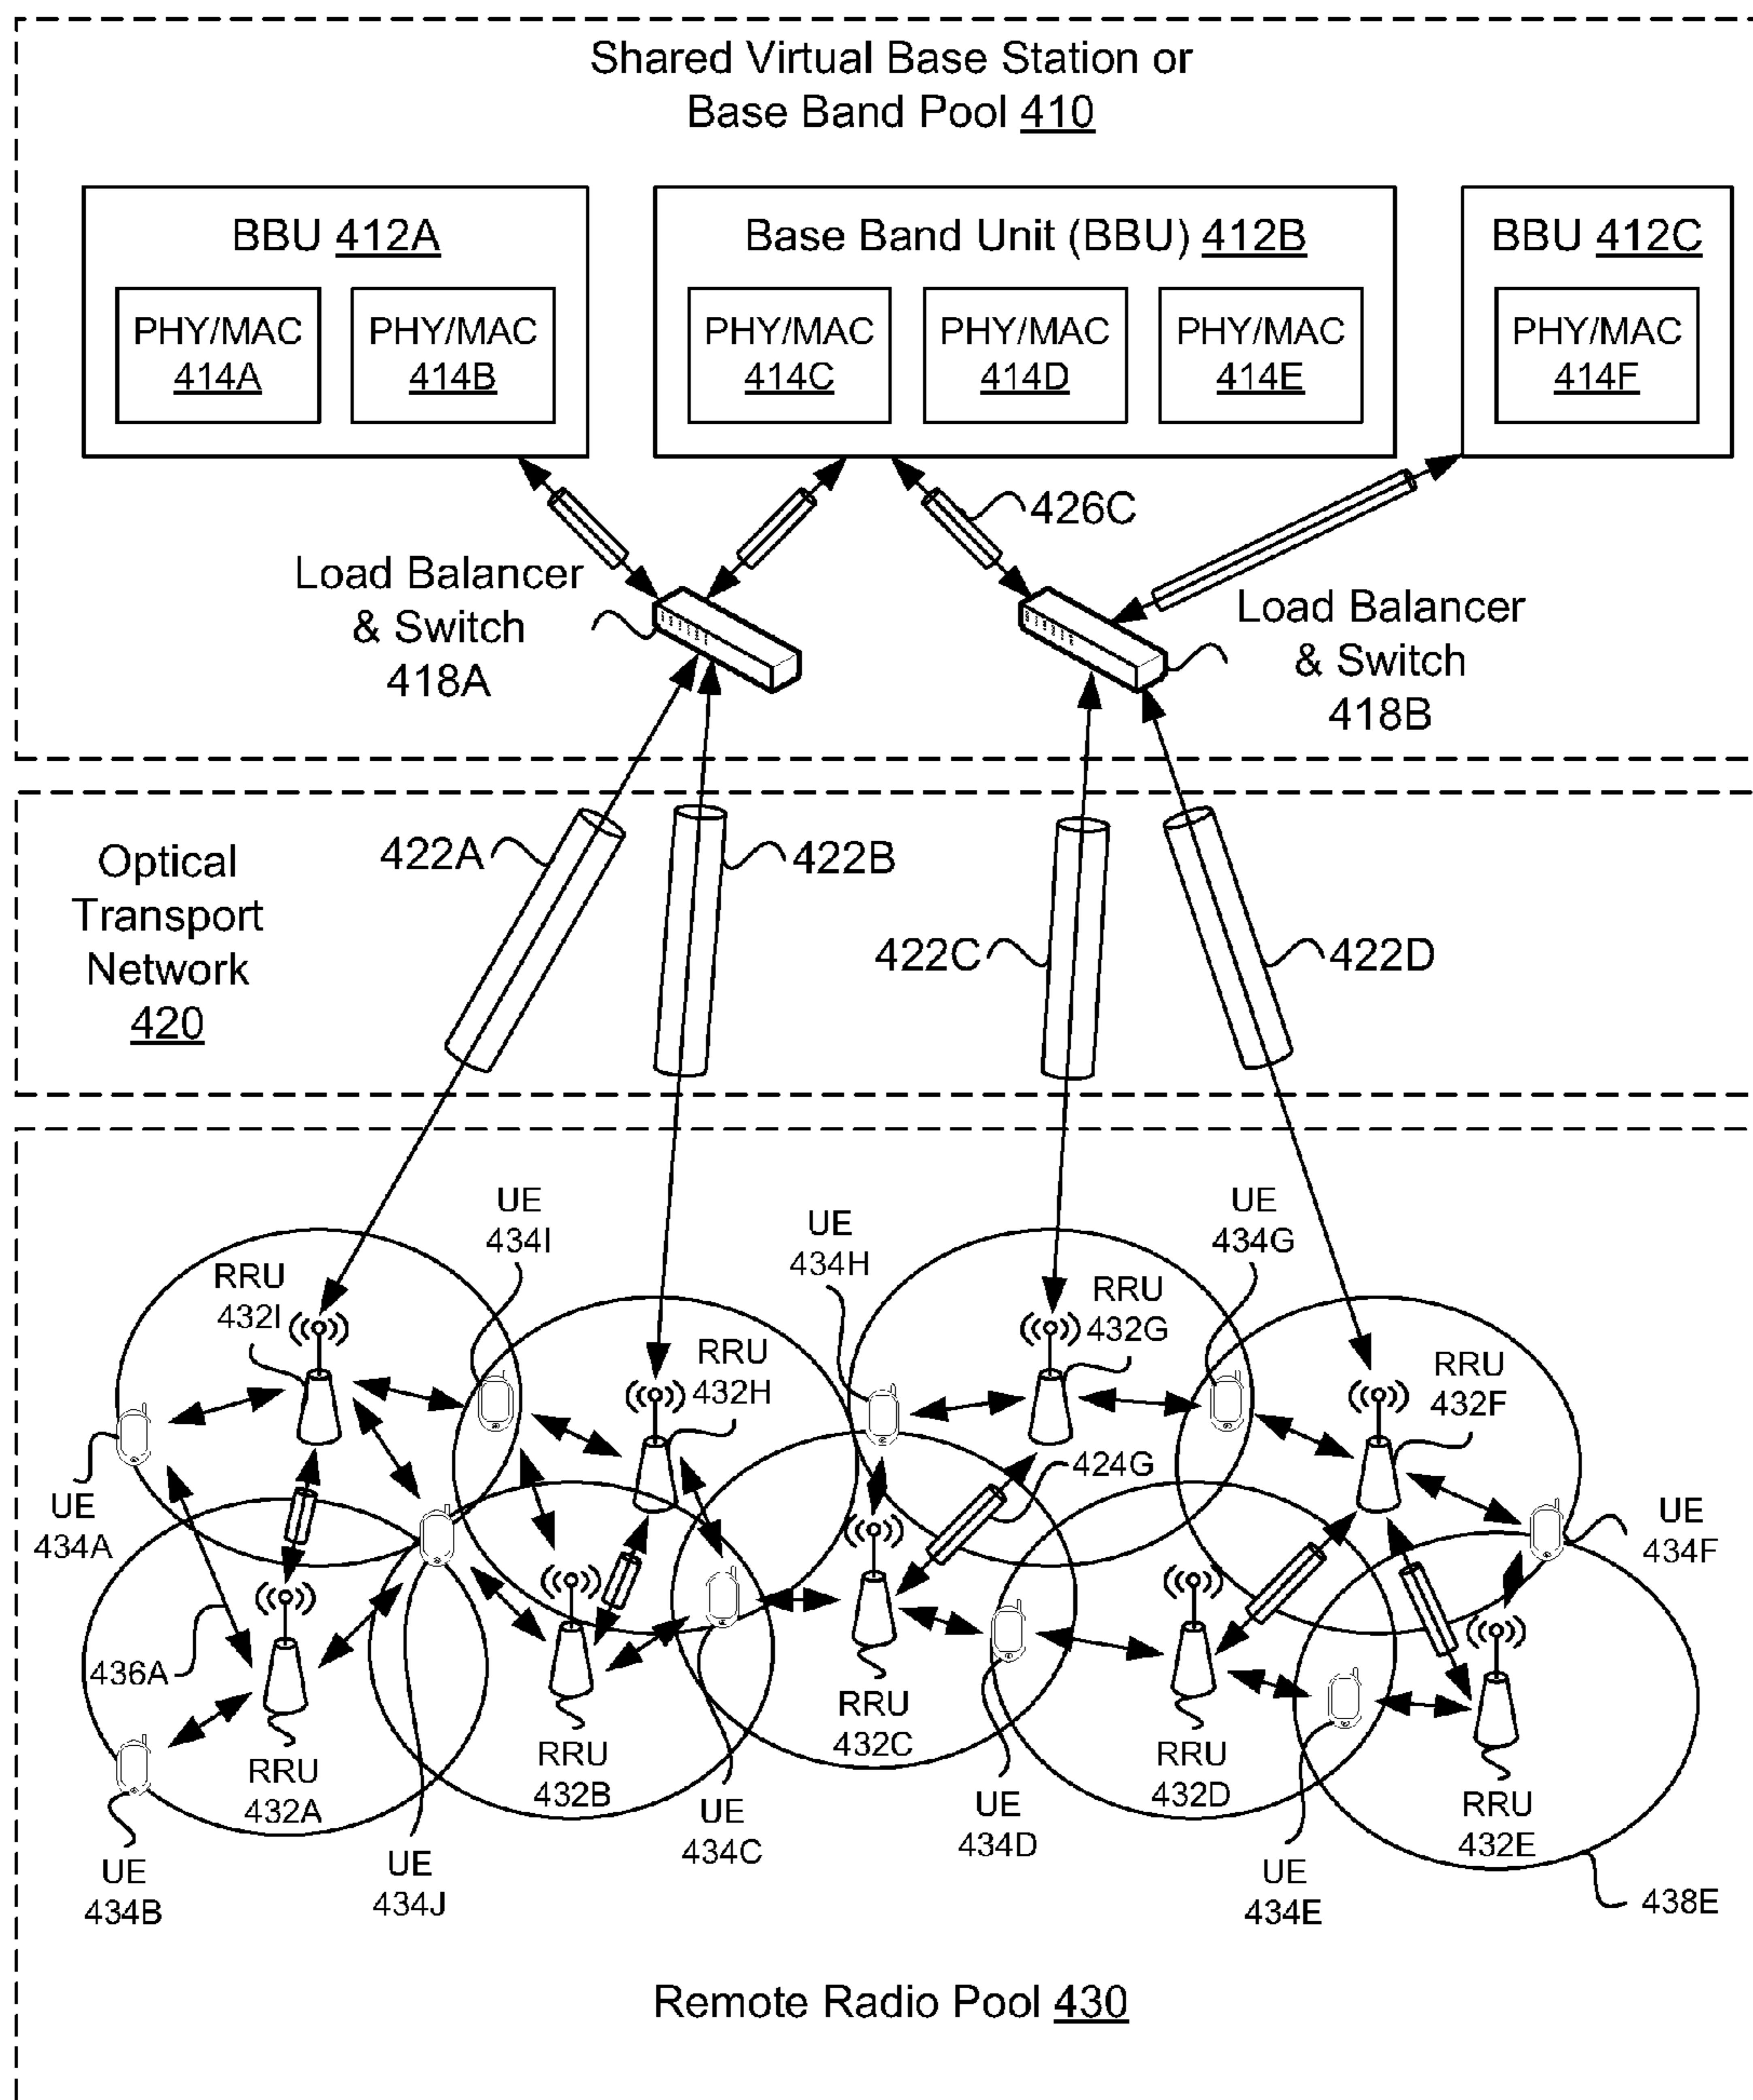 Shared Virtual Base Station or
Base Band Pool 410
BBU 412A
PHY/MAC
414A
PHY/MAC
414B
Base Band Unit (BBU) 412B
PHY/MAC
414C
PHY/MAC
414D
PHY/MAC
414E
BBU 412C
PHY/MAC
414F
426C
Load Balancer
& Switch
418A
Load Balancer
& Switch
418B
Optical
Transport
Network
420
422A
422B
422C
422D
UE
434I
UE
434H
UE
434G
RRU
432I
RRU
432H
RRU
432G
RRU
432F
424G
UE
434A
UE
434F
436A
RRU
432A
RRU
432B
RRU
432C
RRU
432D
RRU
432E
UE
434B
UE
434J
UE
434C
UE
434D
UE
434E
438E
Remote Radio Pool 430